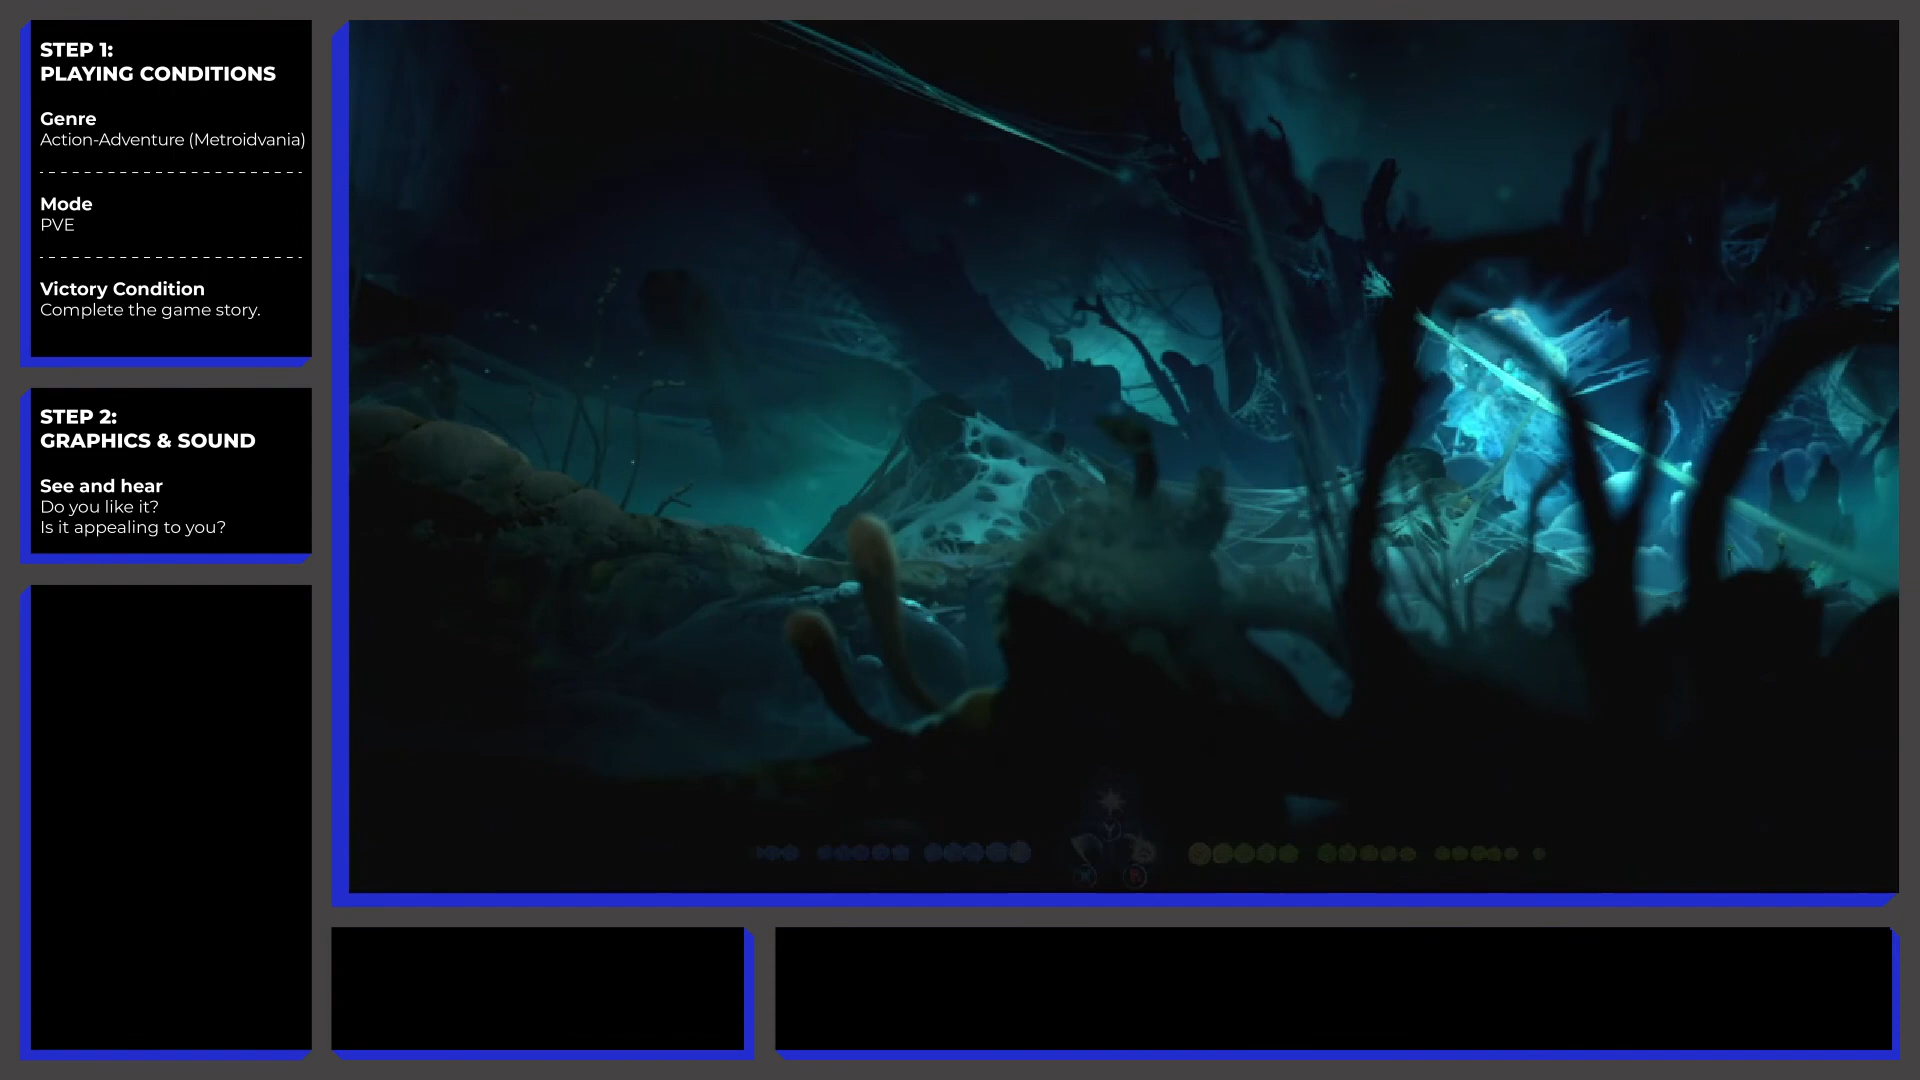 STEP 1:
PLAYING CONDITIONS
Genre
Action-Adventure (Metroidvania)
Mode
PVE
Victory Condition
Complete the game story.
STEP 2:
GRAPHICS & SOUND
See and hear
Do you like it?
Is it appealing to you?
Y
X
B